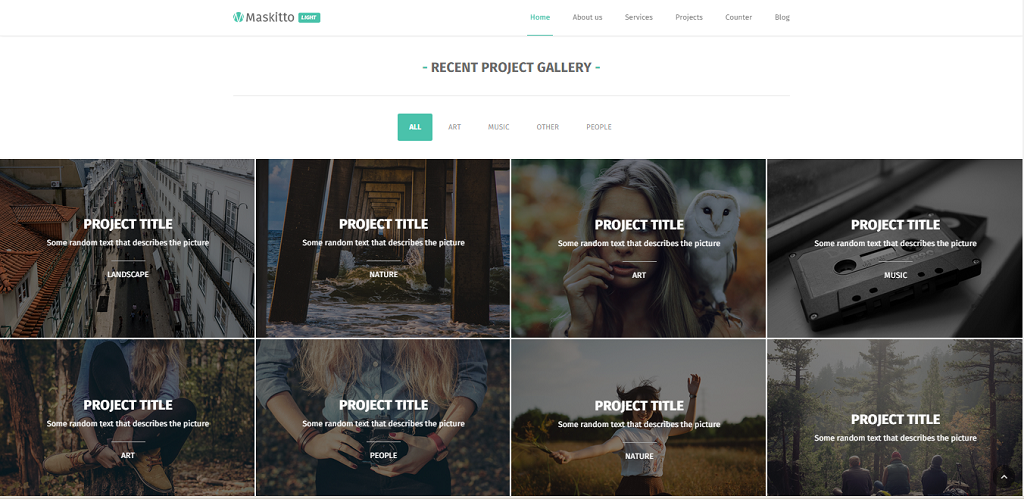 Maskitto LIGHT
Home About us Services Projects Counter Blog
- RECENT PROJECT GALLERY -
ALL ART MUSIC OTHER PEOPLE
PROJECT TITLE
Some random text that describes the picture
LANDSCAPE
PROJECT TITLE
Some random text that describes the picture
NATURE
PROJECT TITLE
Some random text that describes the picture
ART
PROJECT TITLE
Some random text that describes the picture
MUSIC
PROJECT TITLE
Some random text that describes the picture
ART
PROJECT TITLE
Some random text that describes the picture
PEOPLE
PROJECT TITLE
Some random text that describes the picture
NATURE
PROJECT TITLE
Some random text that describes the picture